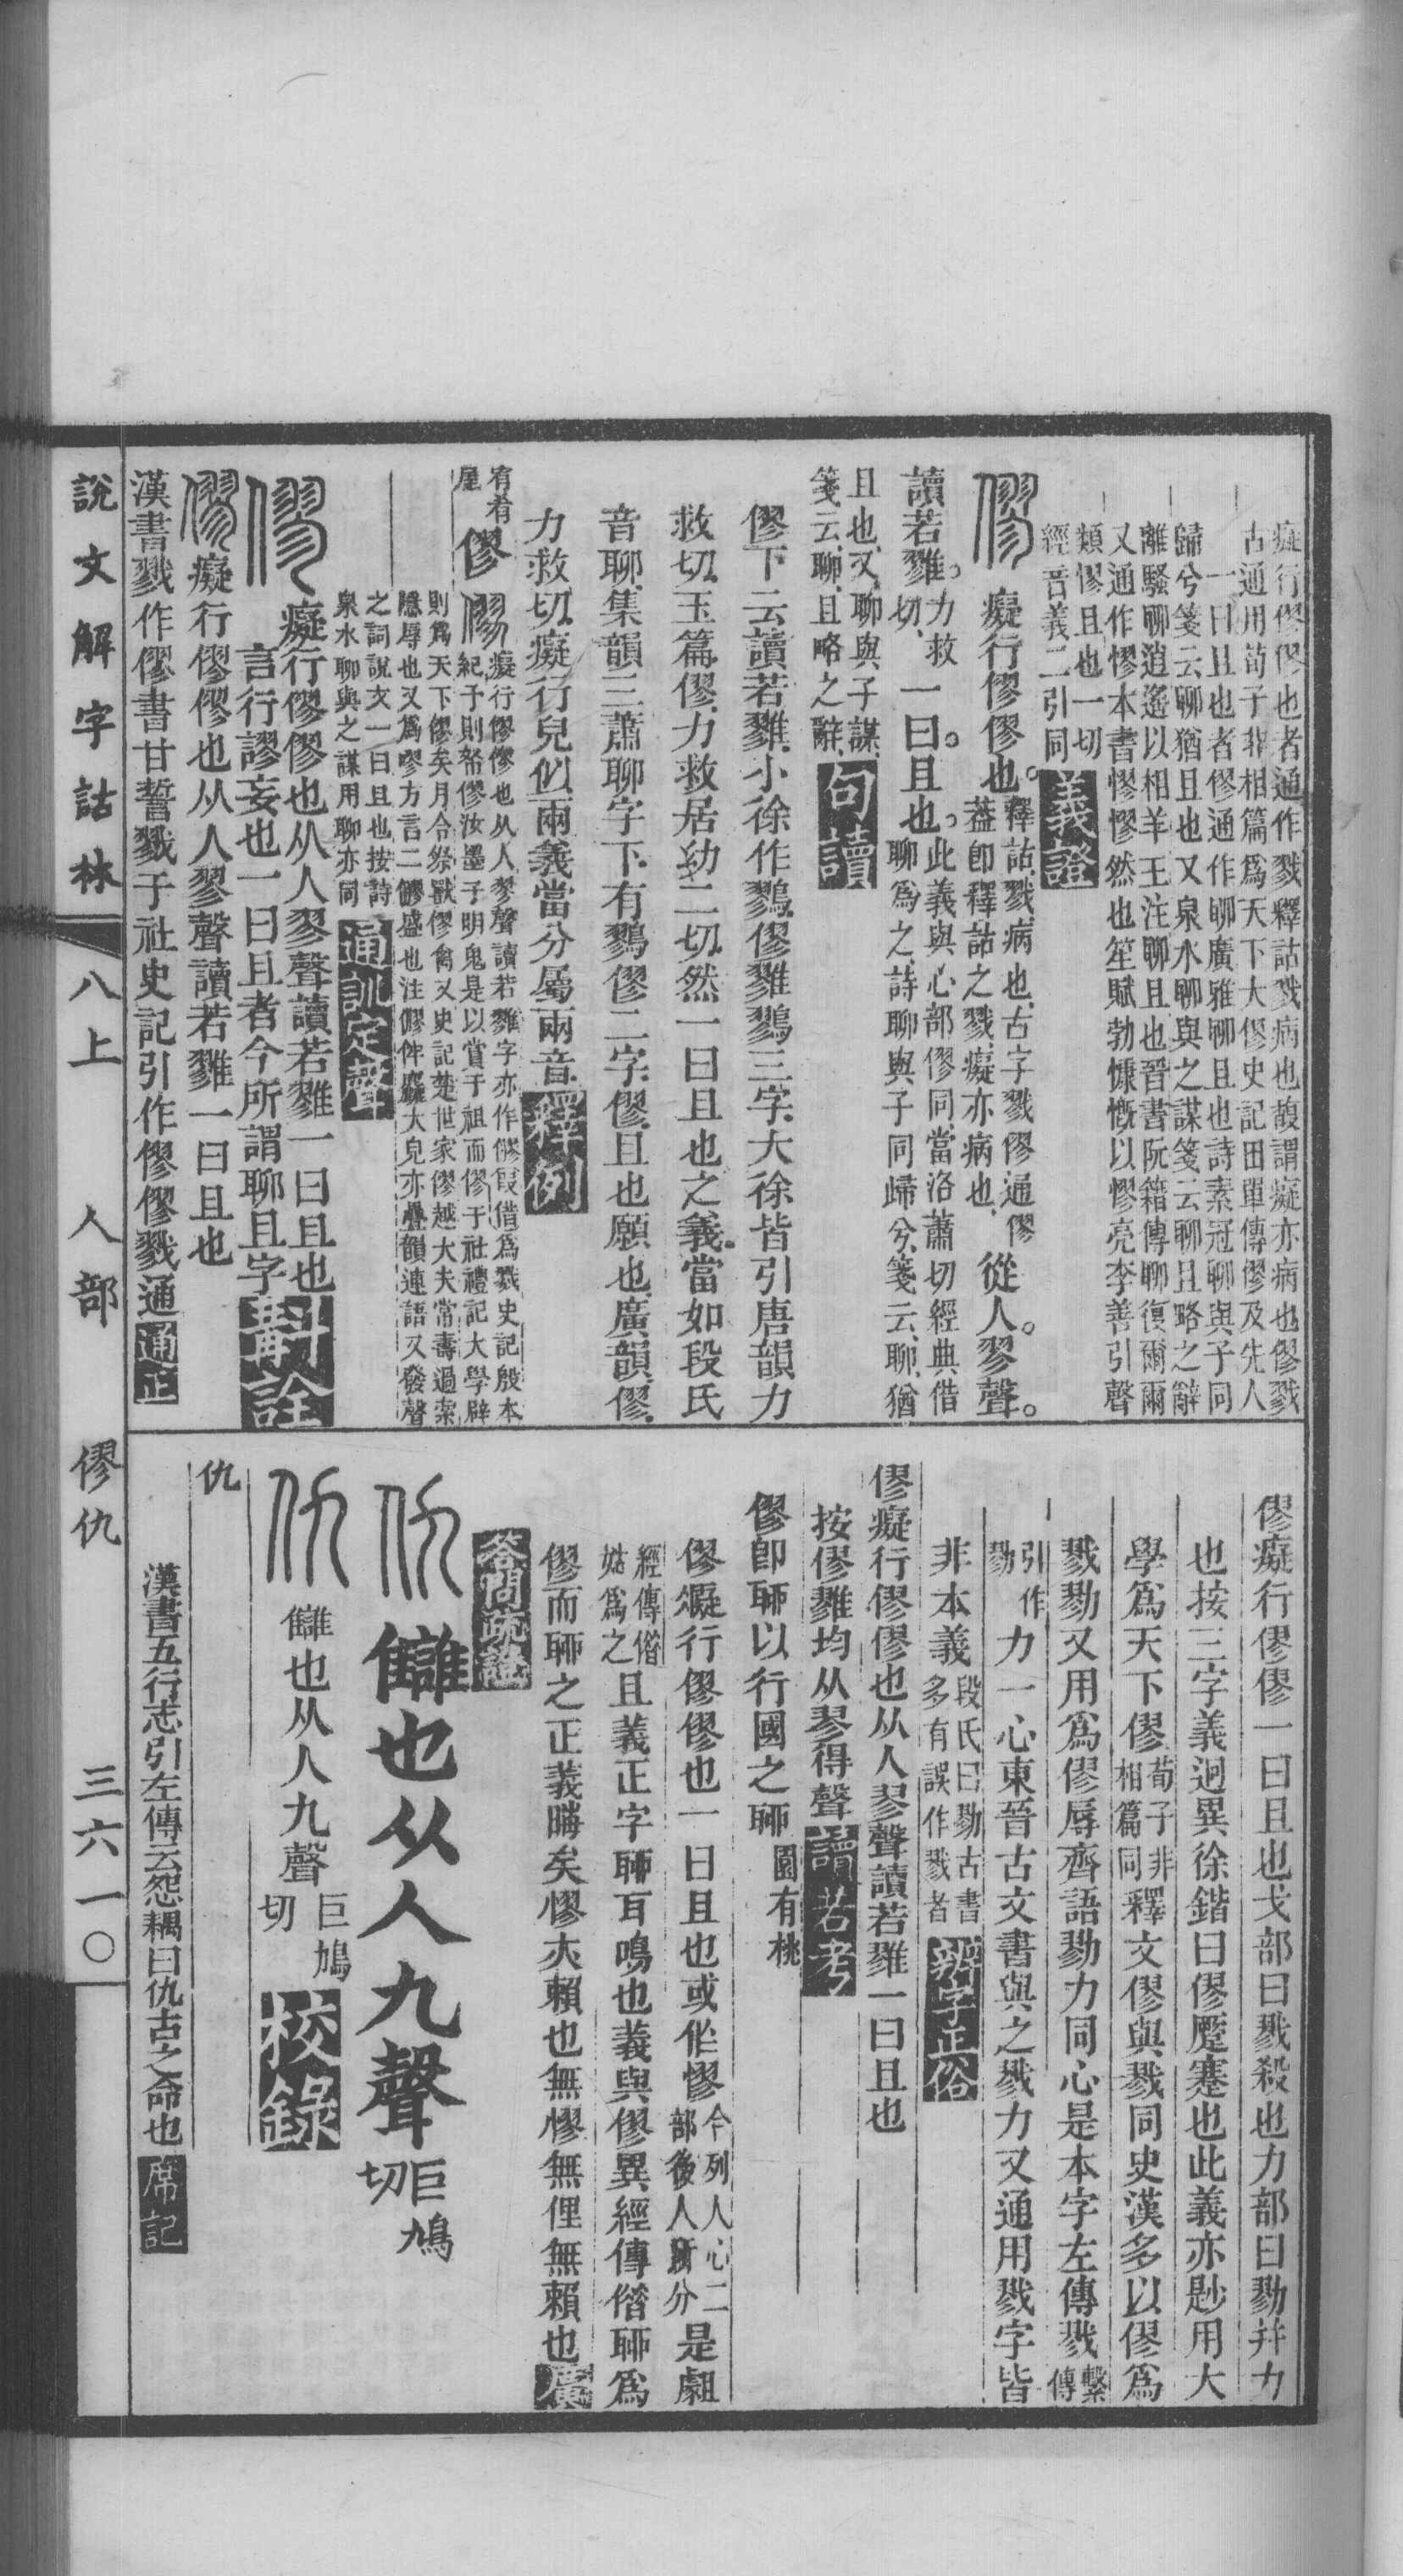 癡行僇僇也者通作戮釋詁戮病也馥謂癡亦病也僇戮
古通用荀子非相篇爲天下大僇史記田單傳僇及先人
一曰且也者僇通作聊廣雅聊且也詩素冠聊與子同
歸兮箋云聊猶且也又泉水聊與之謀箋云聊且略之辭
離騷聊逍遙以相羊王注聊且也晉書阮籍傳聊復爾爾
又通作憀本書憀憀然也笙賦勃慷慨以憀亮李善引聲
類憀且也一切
經音義二引同義證
僇癡行僇僇也。釋詁戮病也、古字戮僇通、僇
葢卽釋詁之戮、癡亦病也、從人。翏聲。
讀若雡。力救
切、一曰。且也。此義與心部僇同、當洛蕭切經典借
聊爲之、詩聊與子同歸兮、箋云、聊、猶
且也、又、聊與子謀、
箋云、聊、且略之辭、句讀
僇下云讀若雡、小徐作鷚、僇雡鷚三字、大徐皆引唐韻力
救切、玉篇僇、力救居幼二切、然一曰且也之義、當如段氏
音聊、集韻三蕭聊字下、有鷚僇二字、僇、且也願也、廣韻、僇、
力救切、癡行皃、似兩義當分屬兩音、釋例
宥肴
屋僇僇癡行僇僇也从人翏聲讀若雡字亦作僇叚借爲戮史記殷本
紀予則帑僇汝墨子明鬼是以賞于祖而僇于社禮記大學辟
則爲天下僇矣月令祭獸僇禽又史記楚世家僇越大夫常壽過案
隱辱也又爲膠方言二膠盛也注僇侔麤大皃亦疊韻連語又發聲
之詞說文一曰且也按詩
泉水聊與之謀用聊亦同通訓定聲
僇癡行僇僇也从人翏聲讀若雡一曰且也
言行謬妄也一曰且者今所謂聊且字斠詮
僇癡行僇僇也从人翏聲讀若雡一曰且也
漢書戮作僇書甘誓戮于社史記引作僇僇戮通通正
僇癡行僇僇一曰且也戈部曰戮殺也力部曰勠并力
也按三字義迥異徐鍇曰僇蹙蹇也此義亦尟用大
學爲天下僇荀子非
相篇同釋文僇與戮同史漢多以僇爲
戮勠又用爲僇辱齊語勠力同心是本字左傳戮繫
傳
引作
勠力一心東晉古文書與之戮力又通用戮字皆
非本義段氏曰勠古書
多有誤作戮者辨字正俗
僇癡行僇僇也从人翏聲讀若雡一曰且也
按僇雡均从翏得聲讀若考
僇卽聊以行國之聊園有桃
僇癡行僇僇也一曰且也或作憀今列人心二
部後人所分是勴
經傳偺
姑爲之且義正字聊耳鳴也義與僇異經傳偺聊爲
僇而聊之正義晦矣憀亦賴也無憀無俚無賴也廣
答問疏證
仇讎也从人九聲巨鳩
切
仇讎也从人九聲巨鳩
切校錄
仇
漢書五行志引左傳云怨耦曰仇古之命也席記
說文解字詁林 八上 人部 僇仇 三六一〇